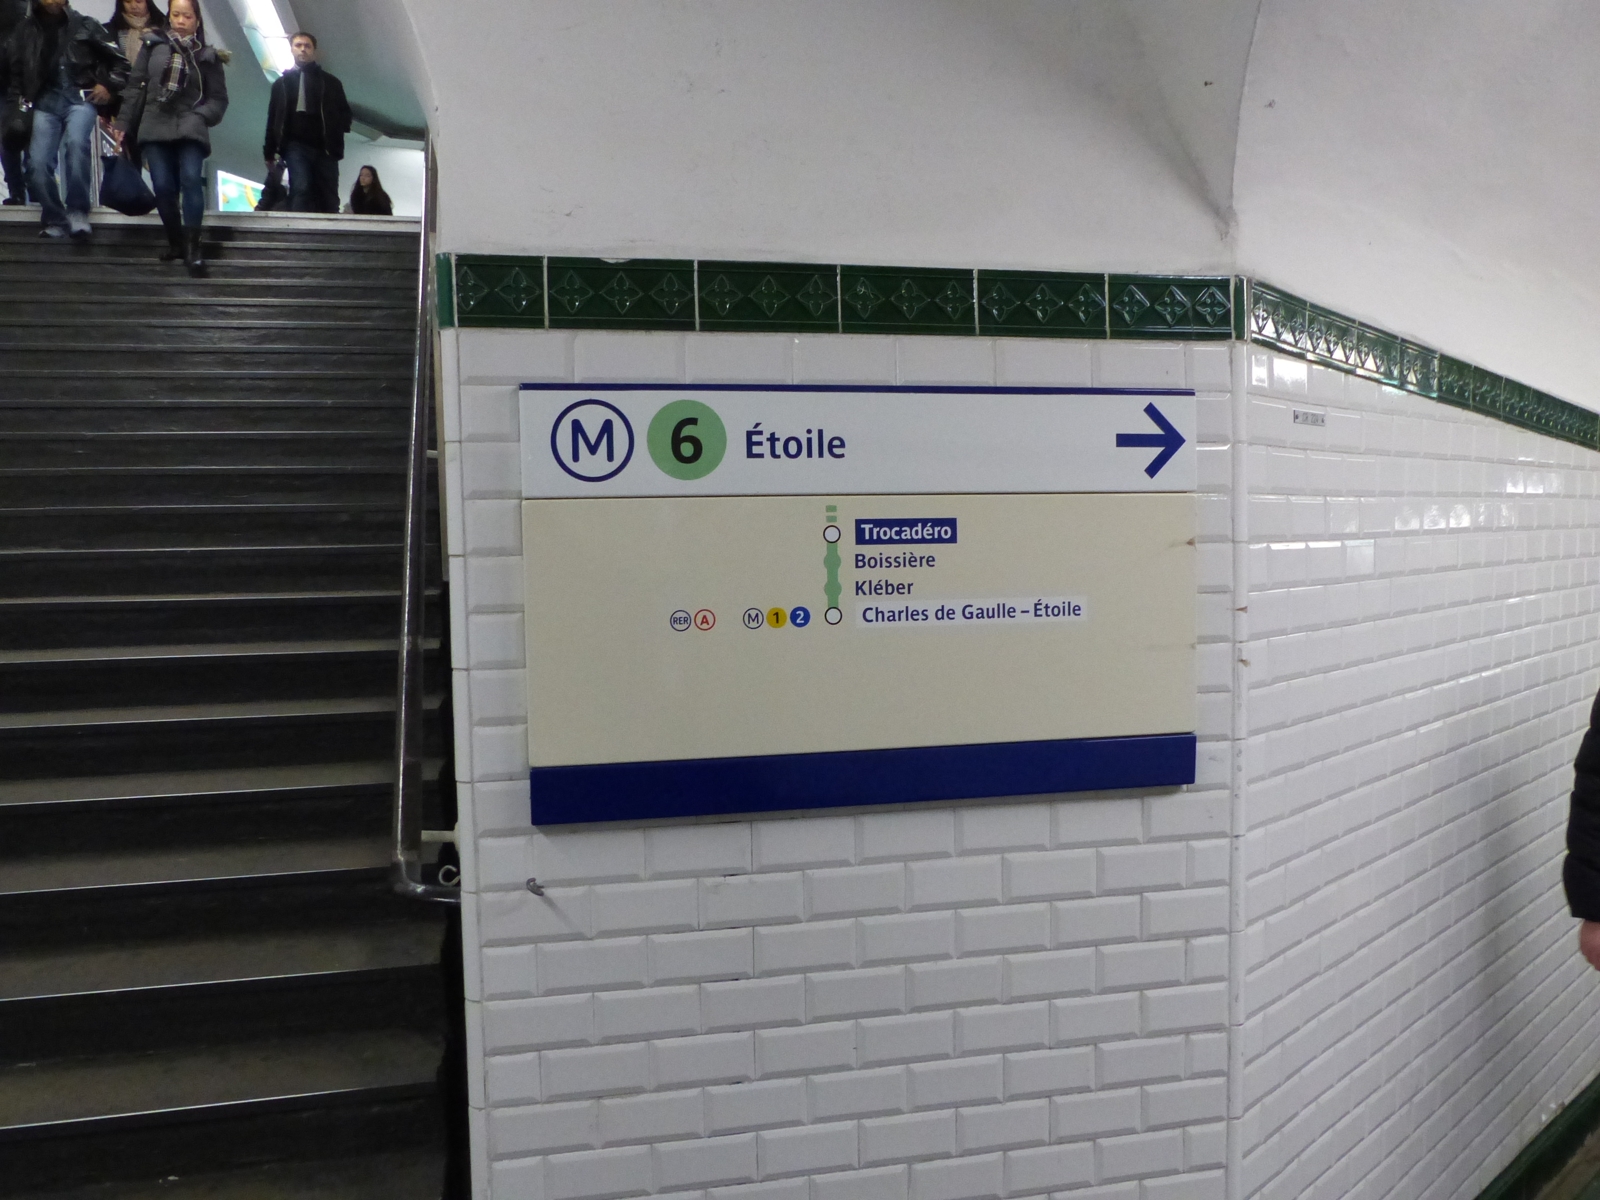 M 6 Étoile
Trocadéro
Boissière
Kléber
RER A M 1 2 Charles de Gaulle – Étoile